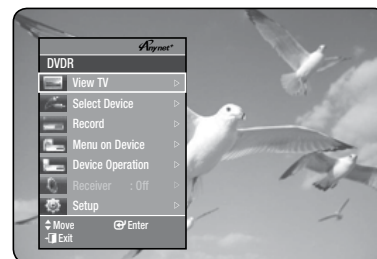 Anynet+
DVDR
View TV
Select Device
Record
Menu on Device
Device Operation
Receiver : Off
Setup
Move Enter
Exit